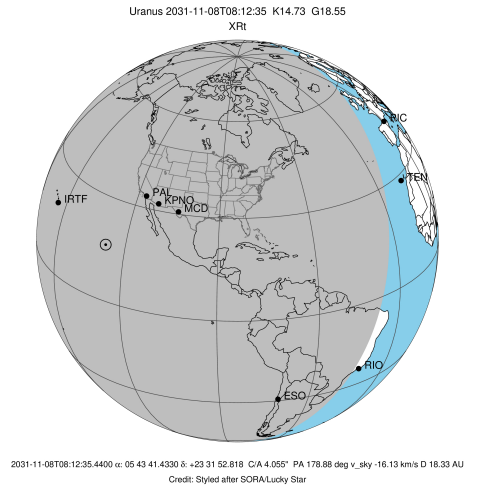 Uranus 2031-11-08T08:12:35 K14.73 G18.55
XRt
PIC
TEN
PAL
IRTF
KPNO
MCD
RIO
ESO
2031-11-08T08:12:35.4400 α: 05 43 41.4330 δ: +23 31 52.818 C/A 4.055" PA 178.88 deg v_sky -16.13 km/s D 18.33 AU
Credit: Styled after SORA/Lucky Star